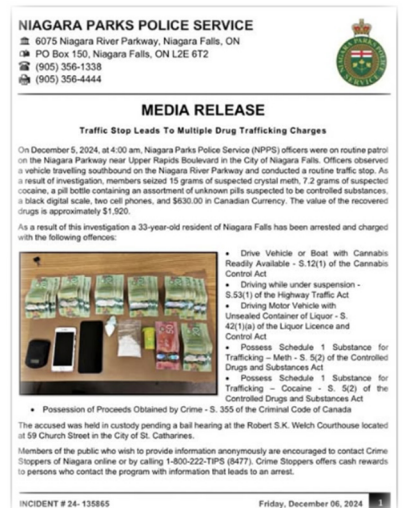 NIAGARA PARKS POLICE SERVICE
6075 Niagara River Parkway, Niagara Falls, ON
PO Box 150, Niagara Falls, ON L2E 6T2
(905) 356-1338
(905) 356-4444
NIAGARA PARKS
POLICE SERVICE
MEDIA RELEASE
Traffic Stop Leads To Multiple Drug Trafficking Charges
On December 5, 2024, at 4:00 am, Niagara Parks Police Service (NPPS) officers were on routine patrol
on the Niagara Parkway near Upper Rapids Boulevard in the City of Niagara Falls. Officers observed
a vehicle travelling southbound on the Niagara River Parkway and conducted a routine traffic stop. As
a result of investigation, members seized 15 grams of suspected crystal meth, 7.2 grams of suspected
cocaine, a pill bottle containing an assortment of unknown pills suspected to be controlled substances,
a black digital scale, two cell phones, and $630.00 in Canadian Currency. The value of the recovered
drugs is approximately $1,920.
As a result of this investigation a 33-year-old resident of Niagara Falls has been arrested and charged
with the following offences:
• Drive Vehicle or Boat with Cannabis
Readily Available - S.12(1) of the Cannabis
Control Act
• Driving while under suspension -
S.53(1) of the Highway Traffic Act
• Driving Motor Vehicle with
Unsealed Container of Liquor - S.
42(1)(a) of the Liquor Licence and
Control Act
• Possess Schedule 1 Substance for
Trafficking – Meth - S. 5(2) of the Controlled
Drugs and Substances Act
• Possess Schedule 1 Substance for
Trafficking – Cocaine - S. 5(2) of the
Controlled Drugs and Substances Act
• Possession of Proceeds Obtained by Crime - S. 355 of the Criminal Code of Canada
The accused was held in custody pending a bail hearing at the Robert S.K. Welch Courthouse located
at 59 Church Street in the City of St. Catharines.
Members of the public who wish to provide information anonymously are encouraged to contact Crime
Stoppers of Niagara online or by calling 1-800-222-TIPS (8477). Crime Stoppers offers cash rewards
to persons who contact the program with information that leads to an arrest.
INCIDENT # 24- 135865
Friday, December 06, 2024
1